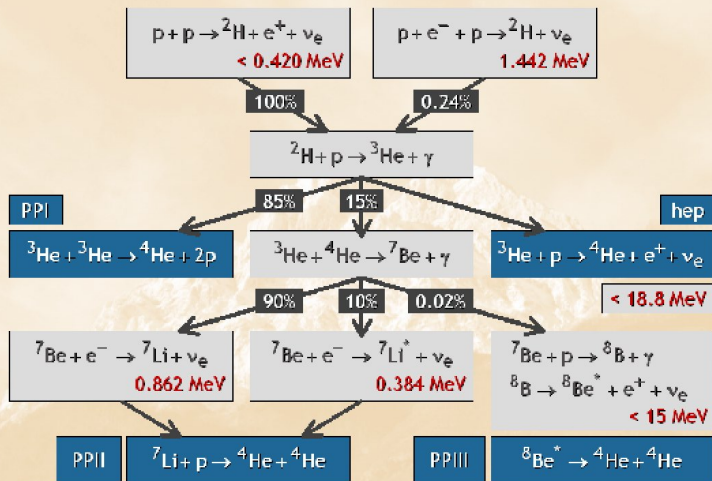 p + p → ²H + e⁺ + νₑ
< 0.420 MeV
p + e⁻ + p → ²H + νₑ
1.442 MeV
100%
0.24%
²H + p → ³He + γ
PPI
85%
15%
hep
³He + ³He → ⁴He + 2p
³He + ⁴He → ⁷Be + γ
³He + p → ⁴He + e⁺ + νₑ
< 18.8 MeV
90%
10%
0.02%
⁷Be + e⁻ → ⁷Li + νₑ
0.862 MeV
⁷Be + e⁻ → ⁷Li* + νₑ
0.384 MeV
⁷Be + p → ⁸B + γ
⁸B → ⁸Be* + e⁺ + νₑ
< 15 MeV
PPII
⁷Li + p → ⁴He + ⁴He
PPIII
⁸Be* → ⁴He + ⁴He